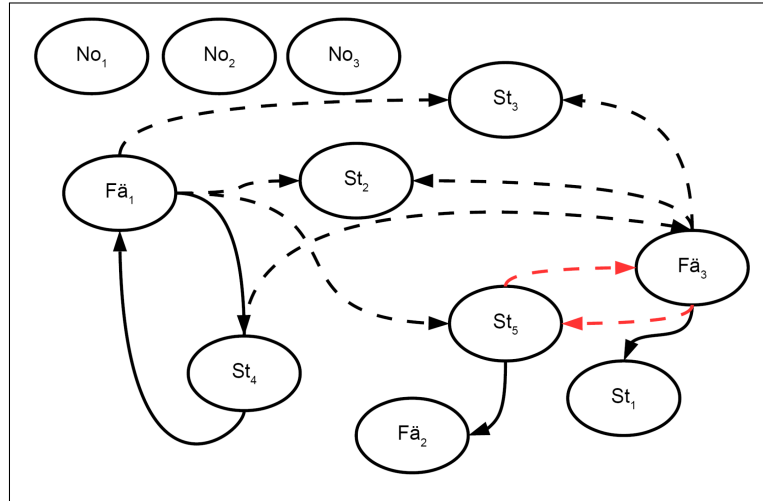 No₁ No₂ No₃
St₃
St₂
Fä₁
Fä₃
St₅
St₄
St₁
Fä₂